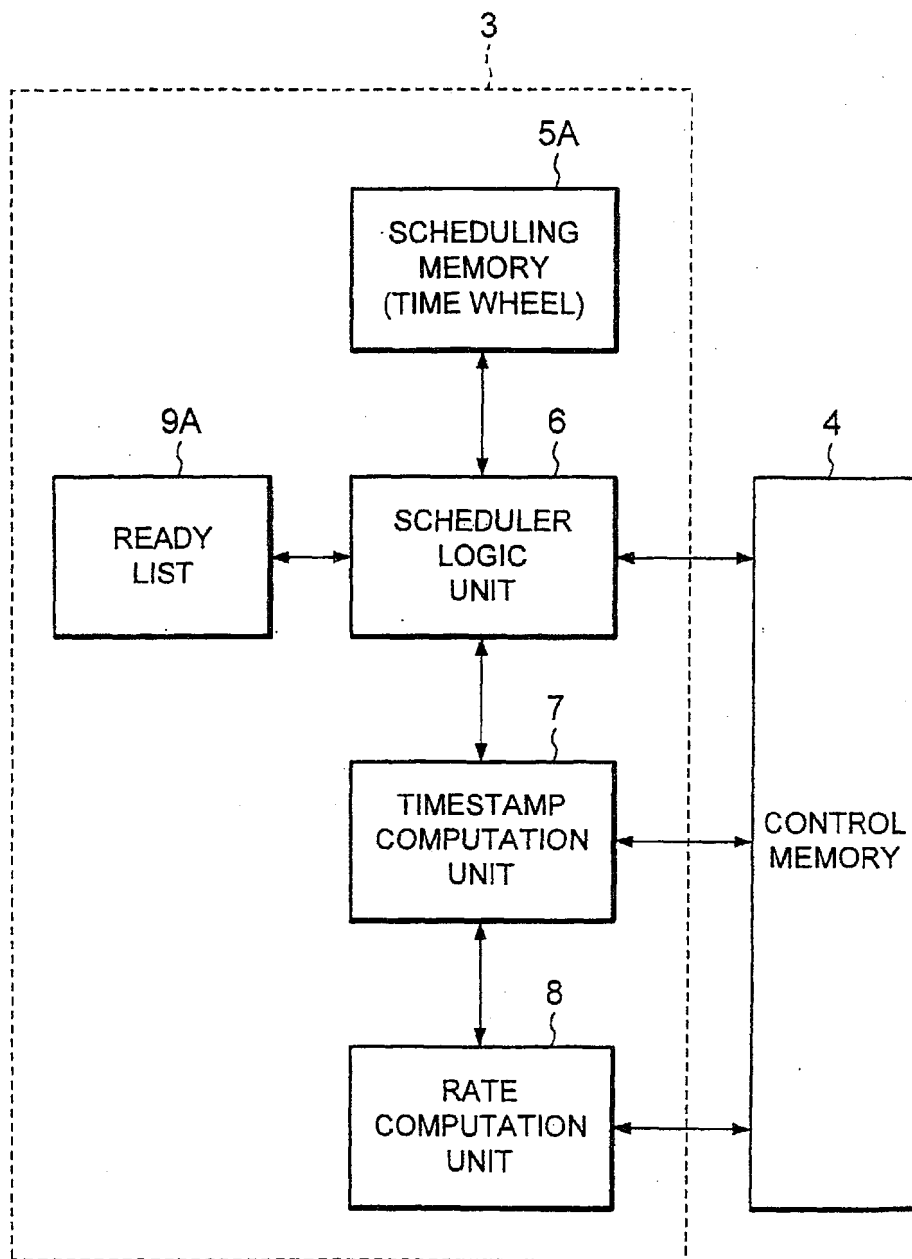 3
5A
SCHEDULING
MEMORY
(TIME WHEEL)
9A
READY
LIST
6
SCHEDULER
LOGIC
UNIT
4
CONTROL
MEMORY
7
TIMESTAMP
COMPUTATION
UNIT
8
RATE
COMPUTATION
UNIT